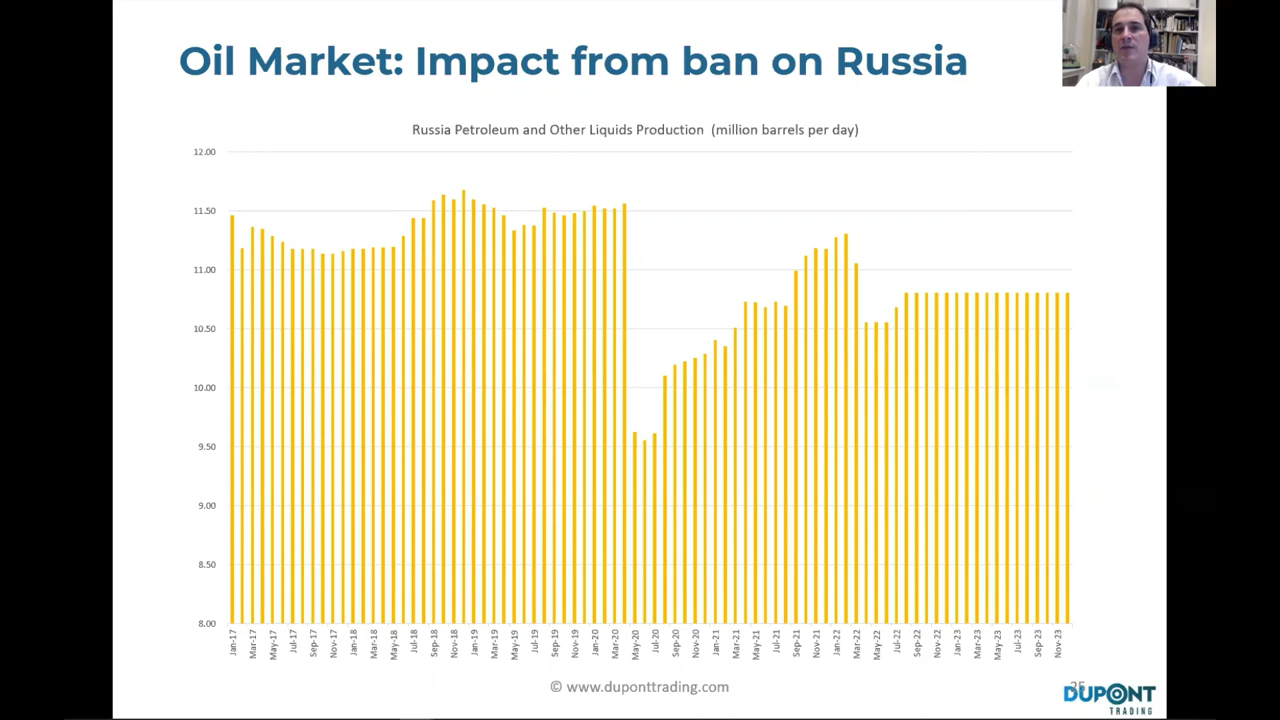 Oil Market: Impact from ban on Russia
Russia Petroleum and Other Liquids Production (million barrels per day)
12.00
11.50
11.00
10.50
10.00
9.50
9.00
8.50
8.00
Jan-17
Mar-17
May-17
Jul-17
Sep-17
Nov-17
Jan-18
Mar-18
May-18
Jul-18
Sep-18
Nov-18
Jan-19
Mar-19
May-19
Jul-19
Sep-19
Nov-19
Jan-20
Mar-20
May-20
Jul-20
Sep-20
Nov-20
Jan-21
Mar-21
May-21
Jul-21
Sep-21
Nov-21
Jan-22
Mar-22
May-22
Jul-22
Sep-22
Nov-22
Jan-23
Mar-23
May-23
Jul-23
Sep-23
Nov-23
© www.duponttrading.com
DUPONT
TRADING